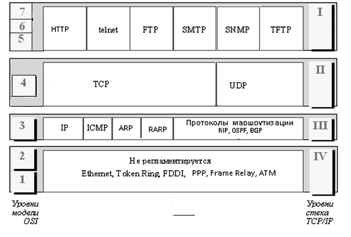 7
6
5
HTTP telnet FTP SMTP SNMP TFTP
I
4
TCP UDP
II
3
IP ICMP ARP RARP
Протоколы маршрутизации
RIP, OSPF, BGP
III
2
1
Не регламентируется
Ethernet, Token Ring, FDDI, PPP, Frame Relay, ATM
IV
Уровни
модели
OSI
Уровни
стека
TCP/IP